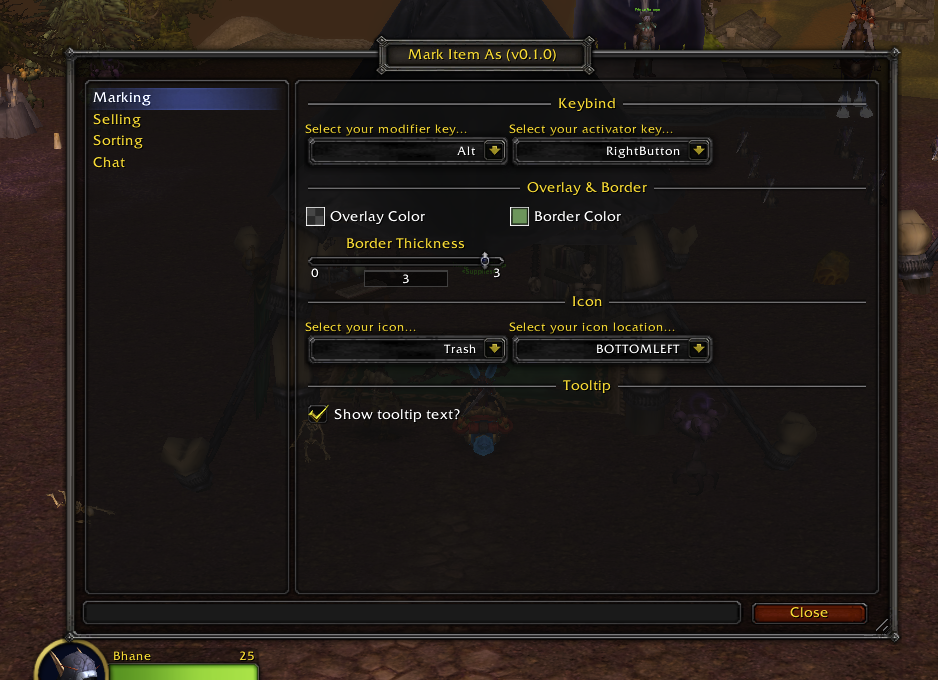 Mark Item As (v0.1.0)
Marking
Selling
Sorting
Chat
Keybind
Select your modifier key...
Select your activator key...
Alt
RightButton
Overlay & Border
Overlay Color
Border Color
Border Thickness
0
3
3
Icon
Select your icon...
Select your icon location...
Trash
BOTTOMLEFT
Tooltip
Show tooltip text?
Close
Bhane
25